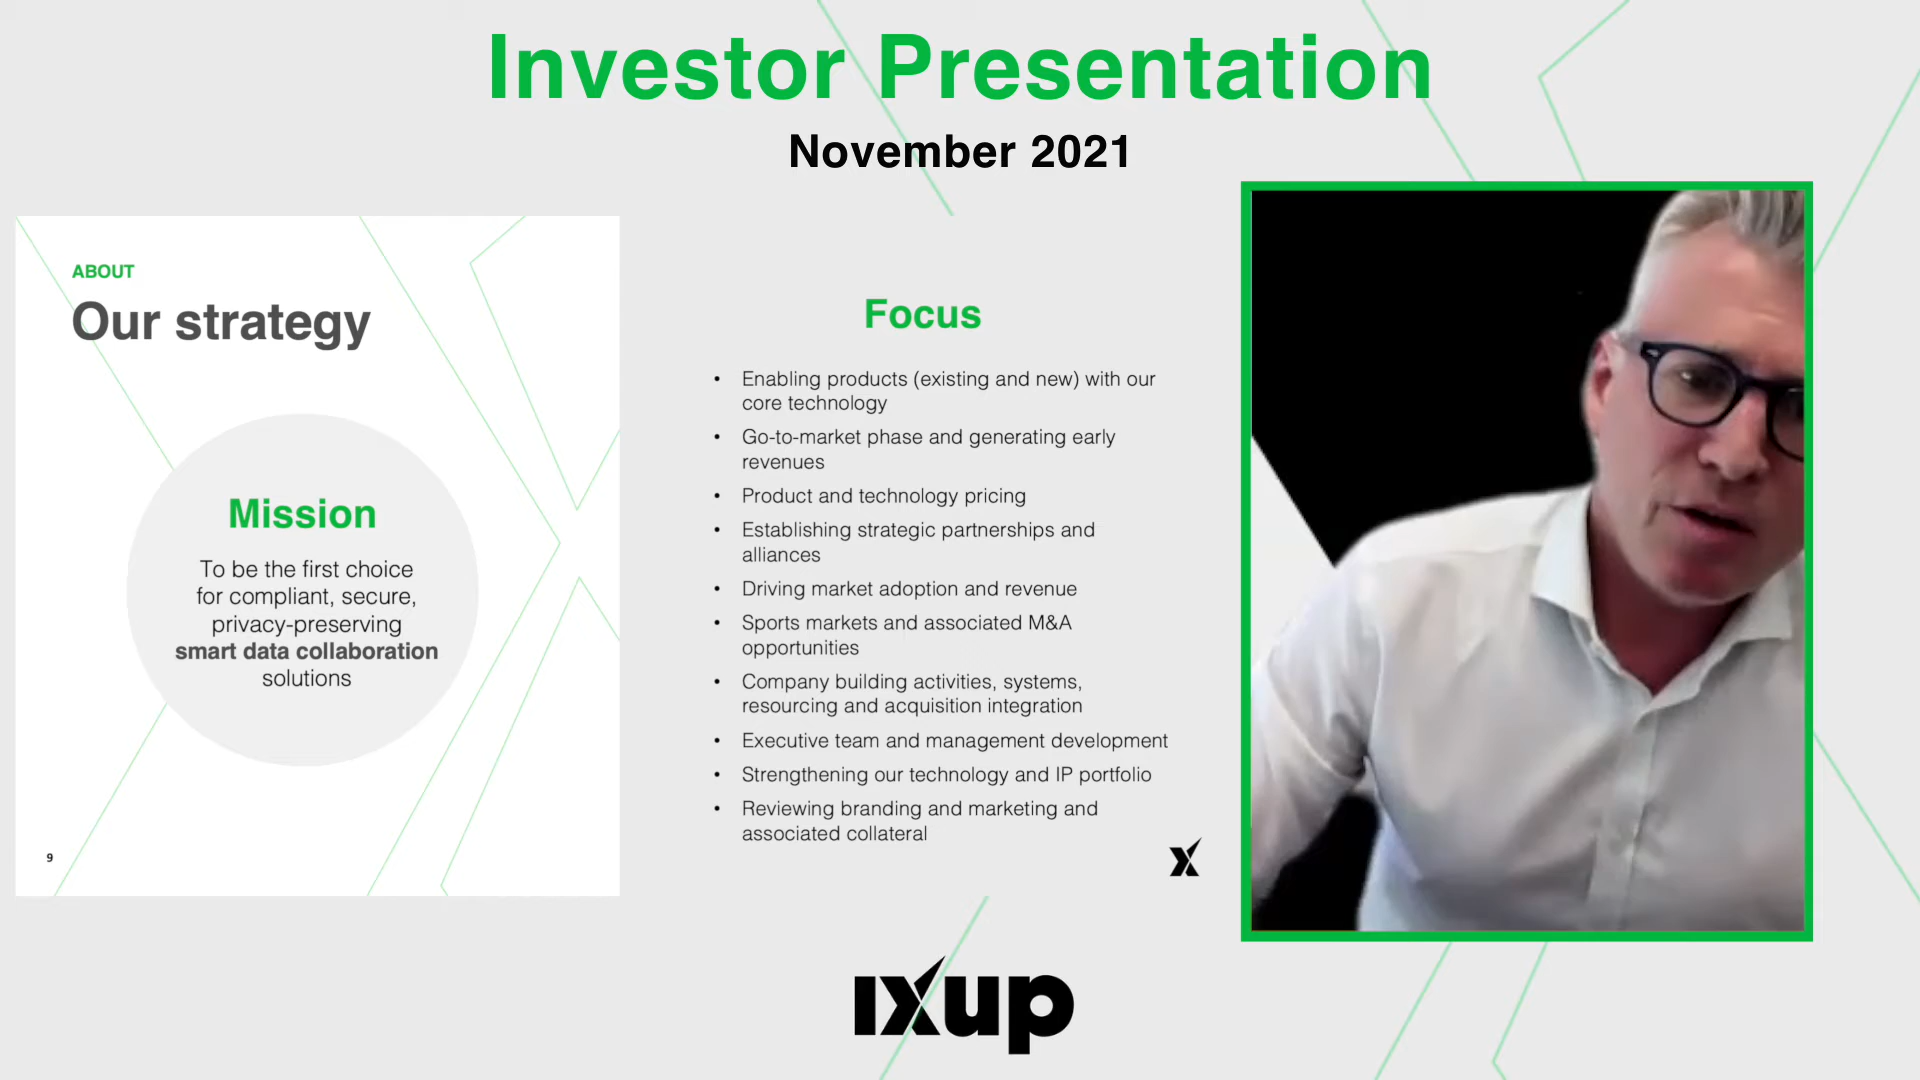 Investor Presentation
November 2021
ABOUT
Our strategy
Mission
To be the first choice
for compliant, secure,
privacy-preserving
smart data collaboration
solutions
9
Focus
• Enabling products (existing and new) with our
core technology
• Go-to-market phase and generating early
revenues
• Product and technology pricing
• Establishing strategic partnerships and
alliances
• Driving market adoption and revenue
• Sports markets and associated M&A
opportunities
• Company building activities, systems,
resourcing and acquisition integration
• Executive team and management development
• Strengthening our technology and IP portfolio
• Reviewing branding and marketing and
associated collateral
X
ıxup